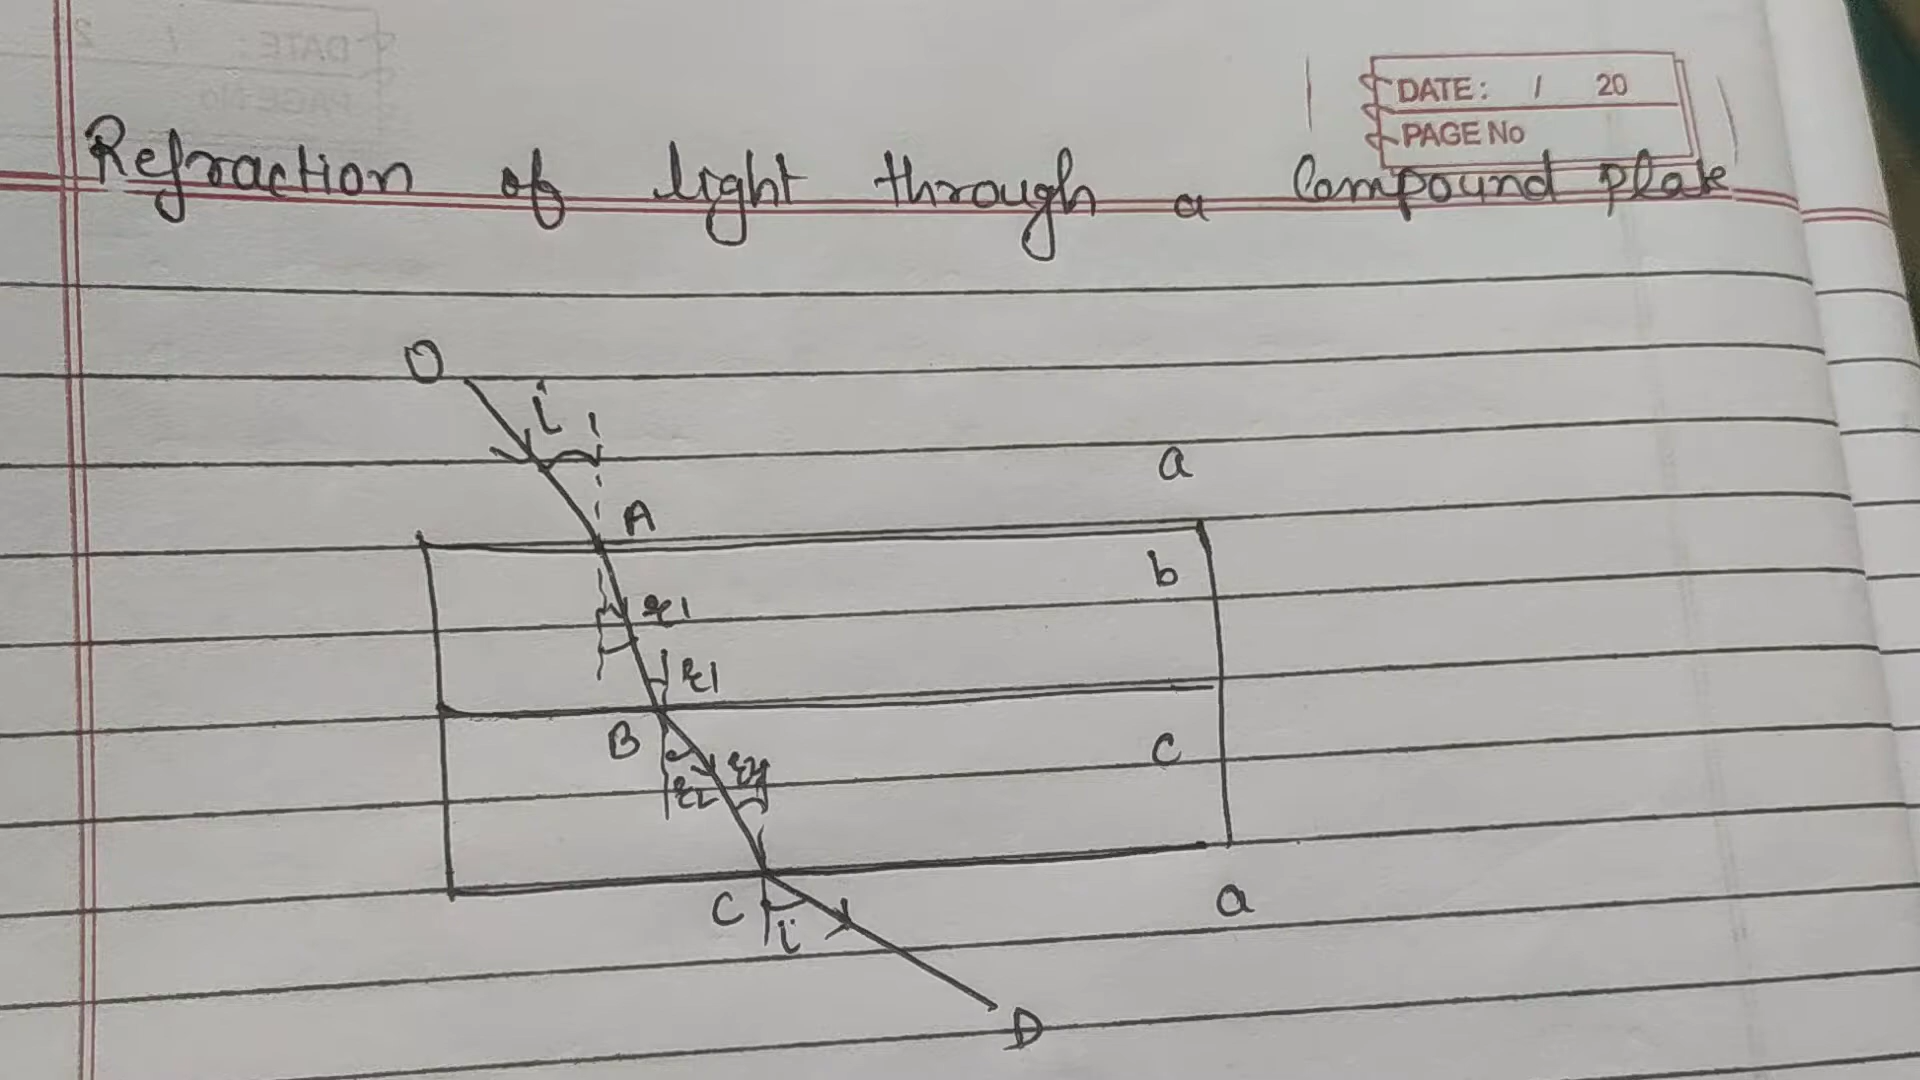 DATE: / 20
PAGE No
Refraction of light through a Compound plate
O
i
a
A
b
r1
r1
B
c
r2
r2
C
i
a
D